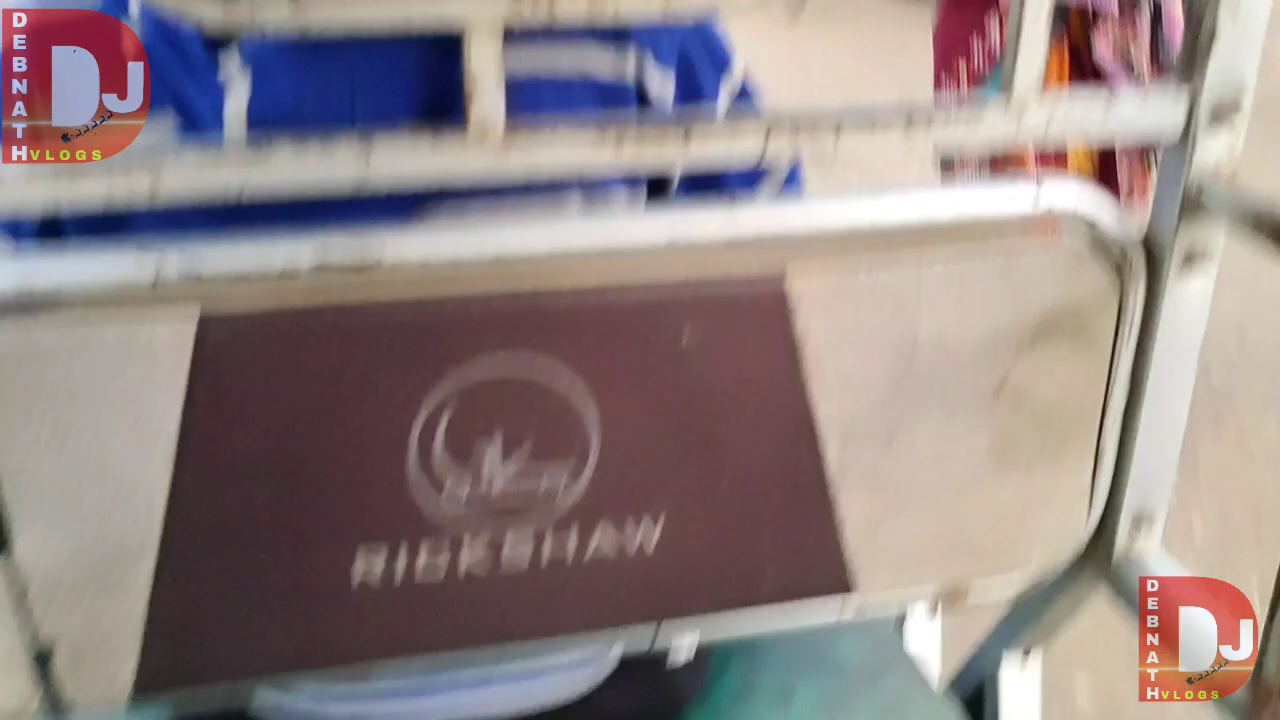 DEBNATH
DJ
VLOGS
RICKSHAW
DEBNATH
DJ
VLOGS